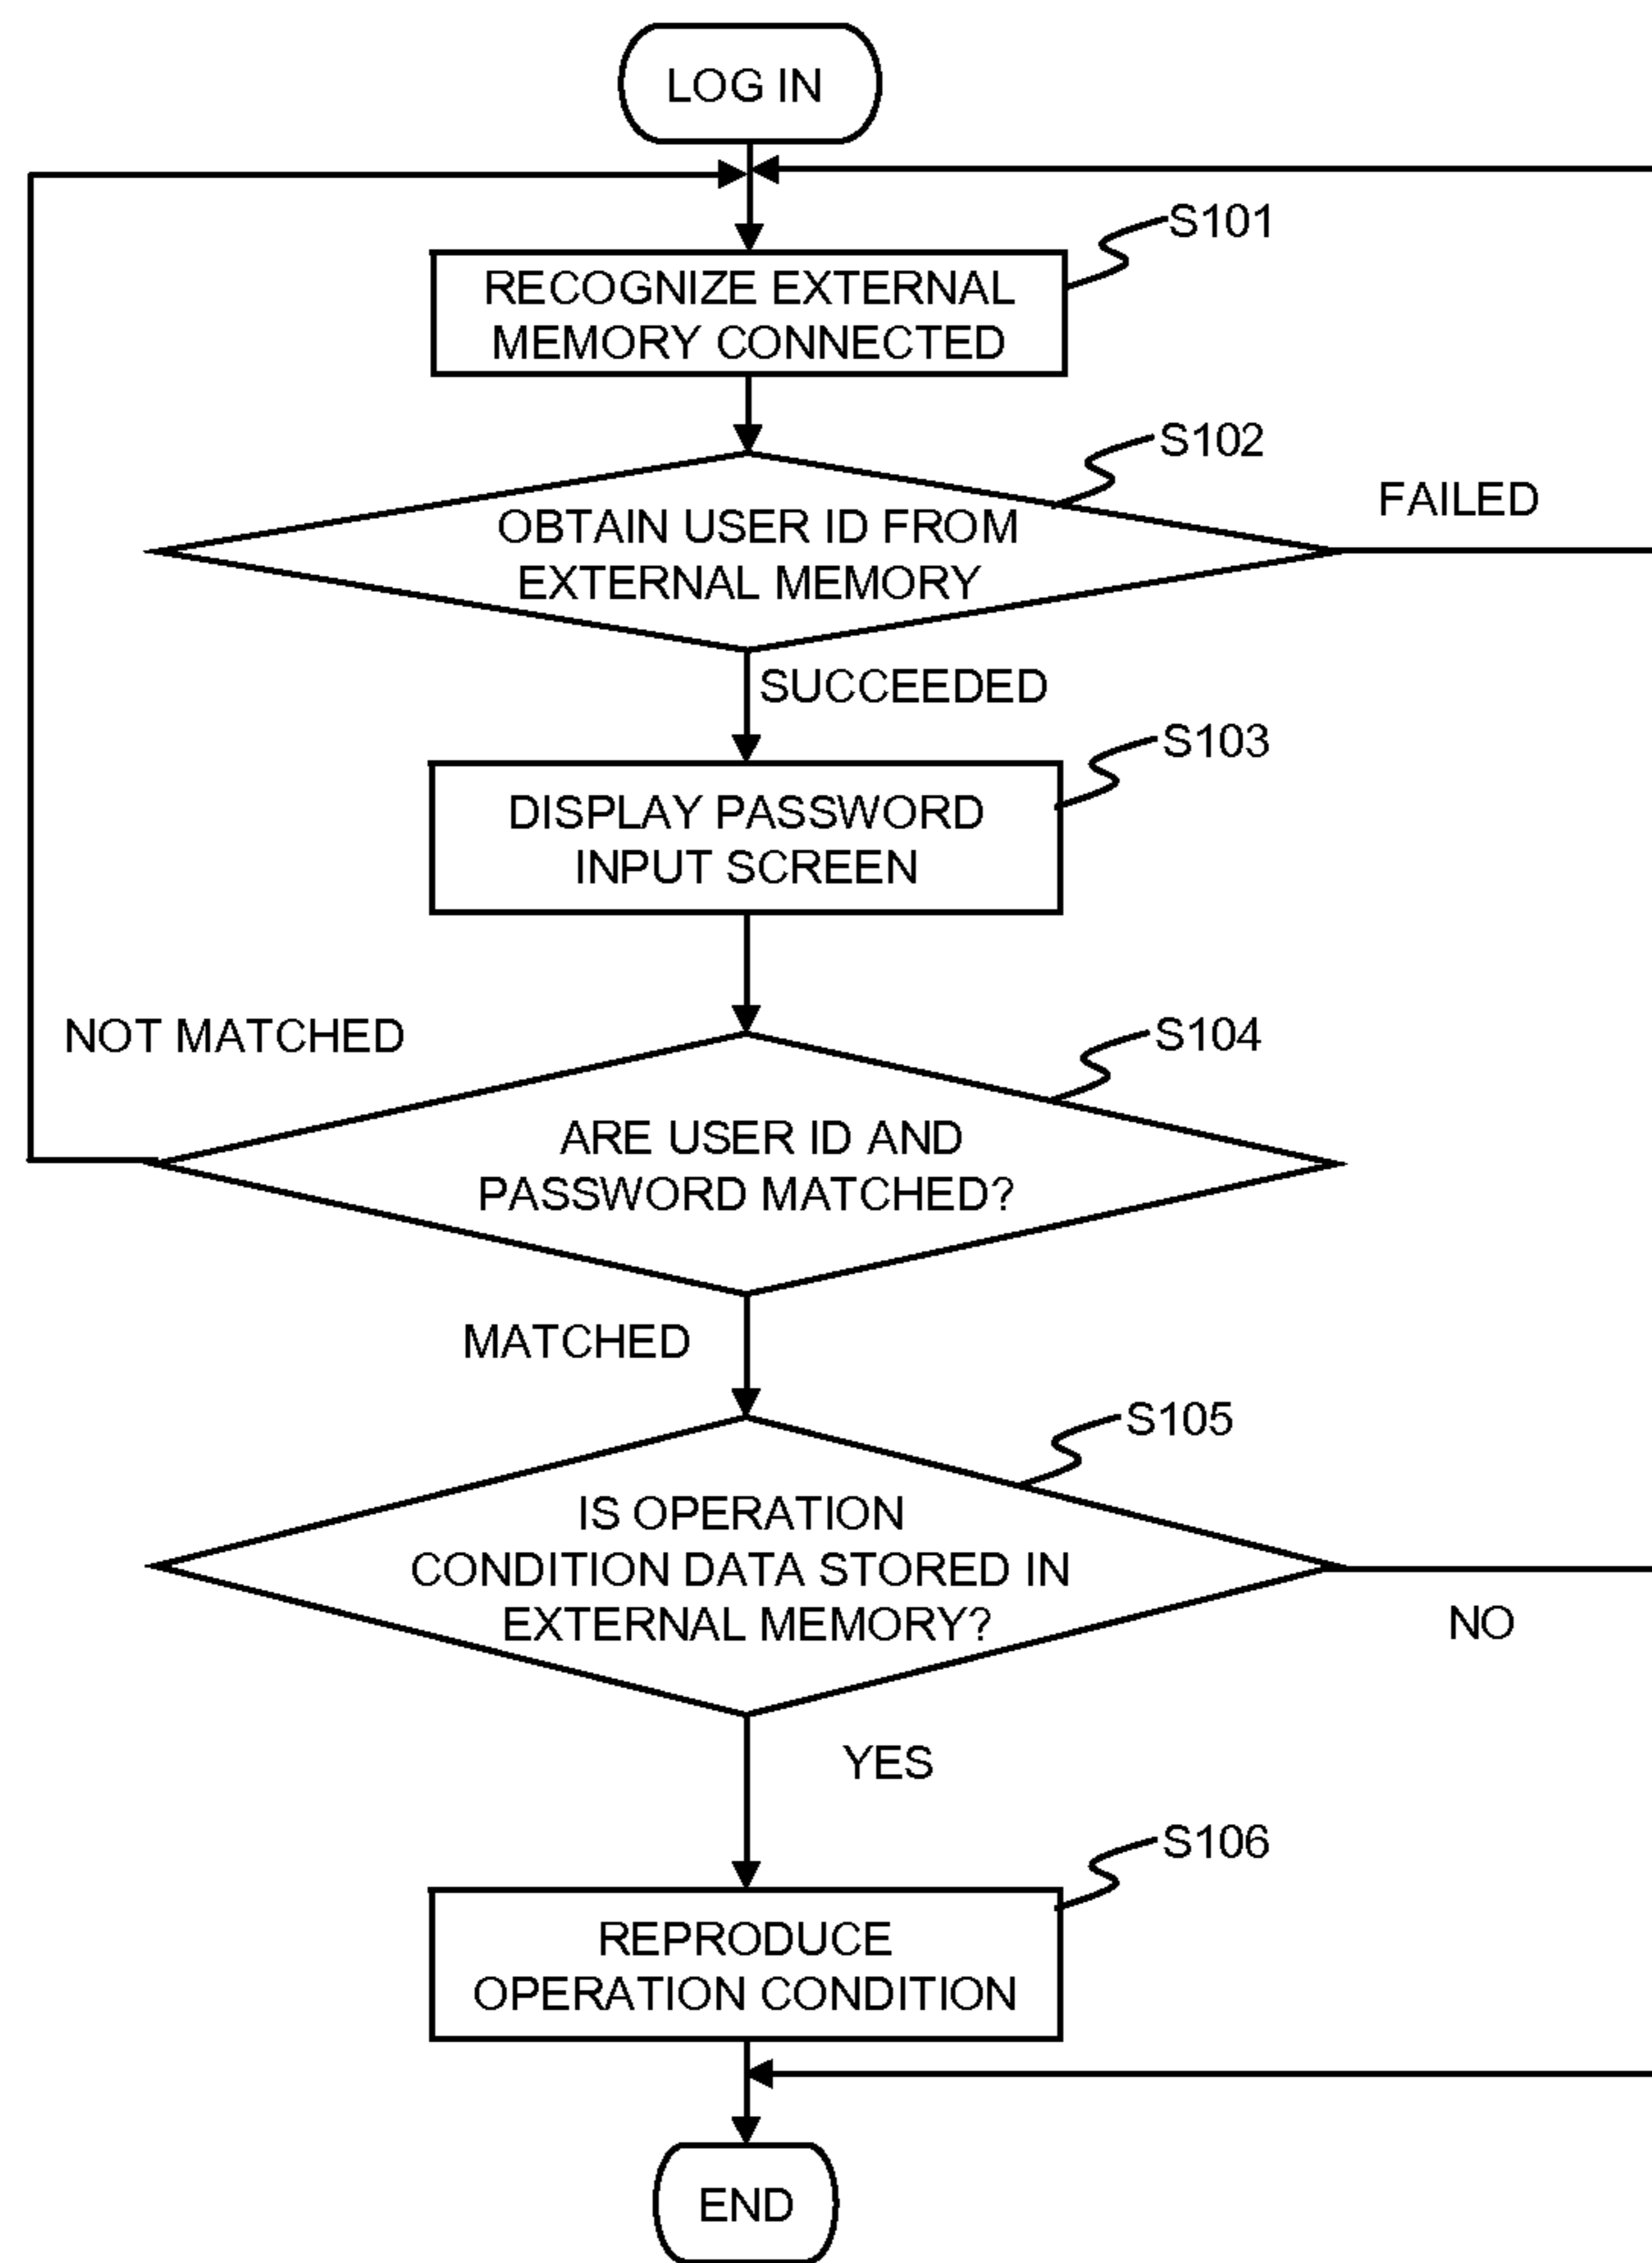 LOG IN
S101
RECOGNIZE EXTERNAL
MEMORY CONNECTED
S102
FAILED
OBTAIN USER ID FROM
EXTERNAL MEMORY
SUCCEEDED
S103
DISPLAY PASSWORD
INPUT SCREEN
NOT MATCHED
S104
ARE USER ID AND
PASSWORD MATCHED?
MATCHED
S105
IS OPERATION
CONDITION DATA STORED IN
EXTERNAL MEMORY?
NO
YES
S106
REPRODUCE
OPERATION CONDITION
END